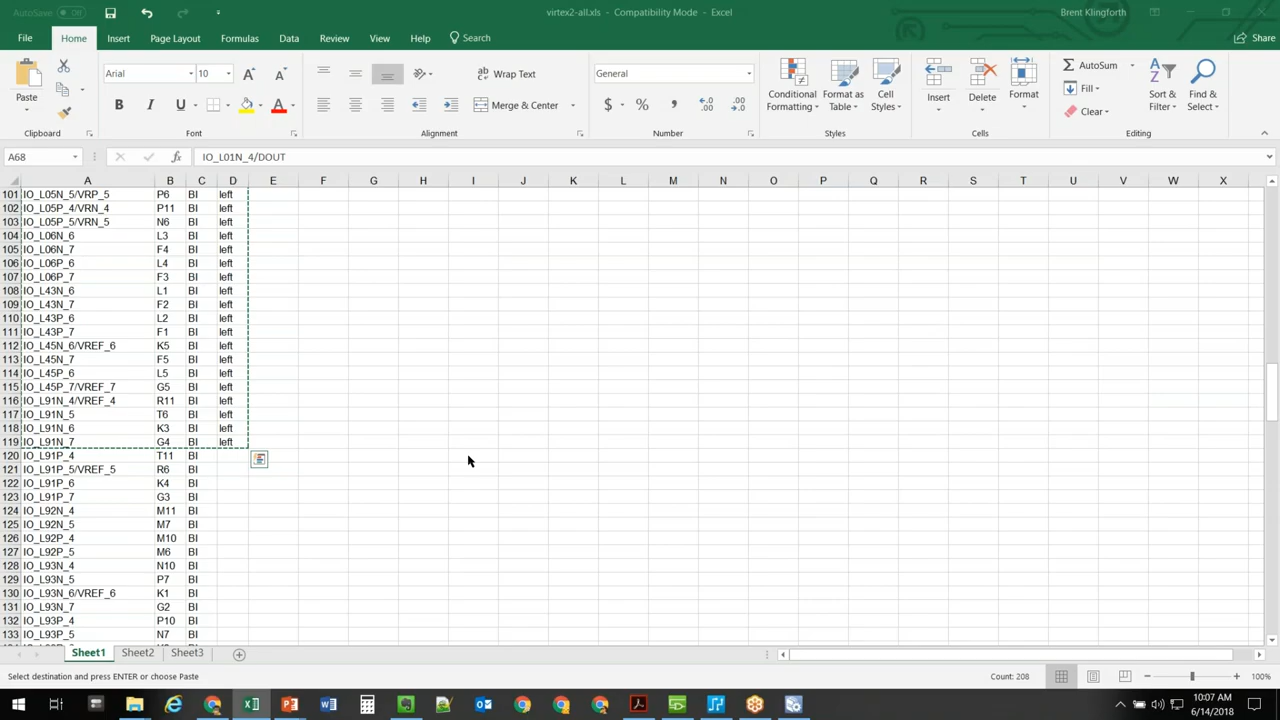 AutoSave Off
virtex2-all.xls - Compatibility Mode - Excel
Brent Klingforth
File Home Insert Page Layout Formulas Data Review View Help Search Share
Paste
Clipboard
Arial 10
B I U A
Font
Wrap Text
Merge & Center
Alignment
General
$ % ,
Number
Conditional Formatting
Format as Table
Cell Styles
Styles
Insert Delete Format
Cells
AutoSum
Fill
Clear
Sort & Filter
Find & Select
Editing
A68 fx IO_L01N_4/DOUT
A B C D E F G H I J K L M N O P Q R S T U V W X
101 IO_L05N_5/VRP_5 P6 BI left
102 IO_L05P_4/VRN_4 P11 BI left
103 IO_L05P_5/VRN_5 N6 BI left
104 IO_L06N_6 L3 BI left
105 IO_L06N_7 F4 BI left
106 IO_L06P_6 L4 BI left
107 IO_L06P_7 F3 BI left
108 IO_L43N_6 L1 BI left
109 IO_L43N_7 F2 BI left
110 IO_L43P_6 L2 BI left
111 IO_L43P_7 F1 BI left
112 IO_L45N_6/VREF_6 K5 BI left
113 IO_L45N_7 F5 BI left
114 IO_L45P_6 L5 BI left
115 IO_L45P_7/VREF_7 G5 BI left
116 IO_L91N_4/VREF_4 R11 BI left
117 IO_L91N_5 T6 BI left
118 IO_L91N_6 K3 BI left
119 IO_L91N_7 G4 BI left
120 IO_L91P_4 T11 BI
121 IO_L91P_5/VREF_5 R6 BI
122 IO_L91P_6 K4 BI
123 IO_L91P_7 G3 BI
124 IO_L92N_4 M11 BI
125 IO_L92N_5 M7 BI
126 IO_L92P_4 M10 BI
127 IO_L92P_5 M6 BI
128 IO_L93N_4 N10 BI
129 IO_L93N_5 P7 BI
130 IO_L93N_6/VREF_6 K1 BI
131 IO_L93N_7 G2 BI
132 IO_L93P_4 P10 BI
133 IO_L93P_5 N7 BI
Sheet1 Sheet2 Sheet3
Select destination and press ENTER or choose Paste
Count: 208
100%
10:07 AM
6/14/2018